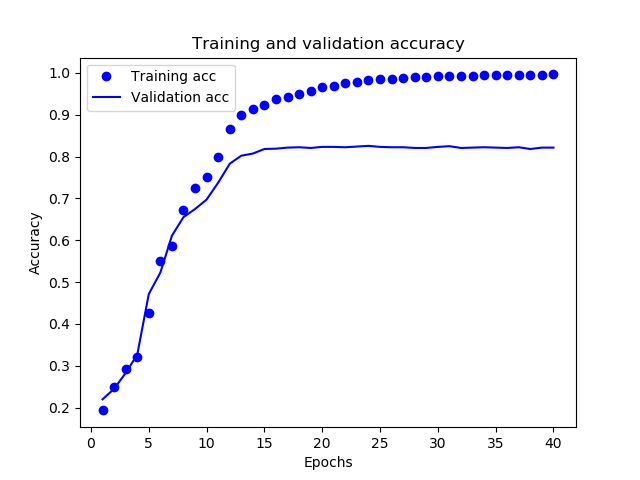 Training and validation accuracy
Training acc
Validation acc
Accuracy
1.0
0.9
0.8
0.7
0.6
0.5
0.4
0.3
0.2
0 5 10 15 20 25 30 35 40
Epochs